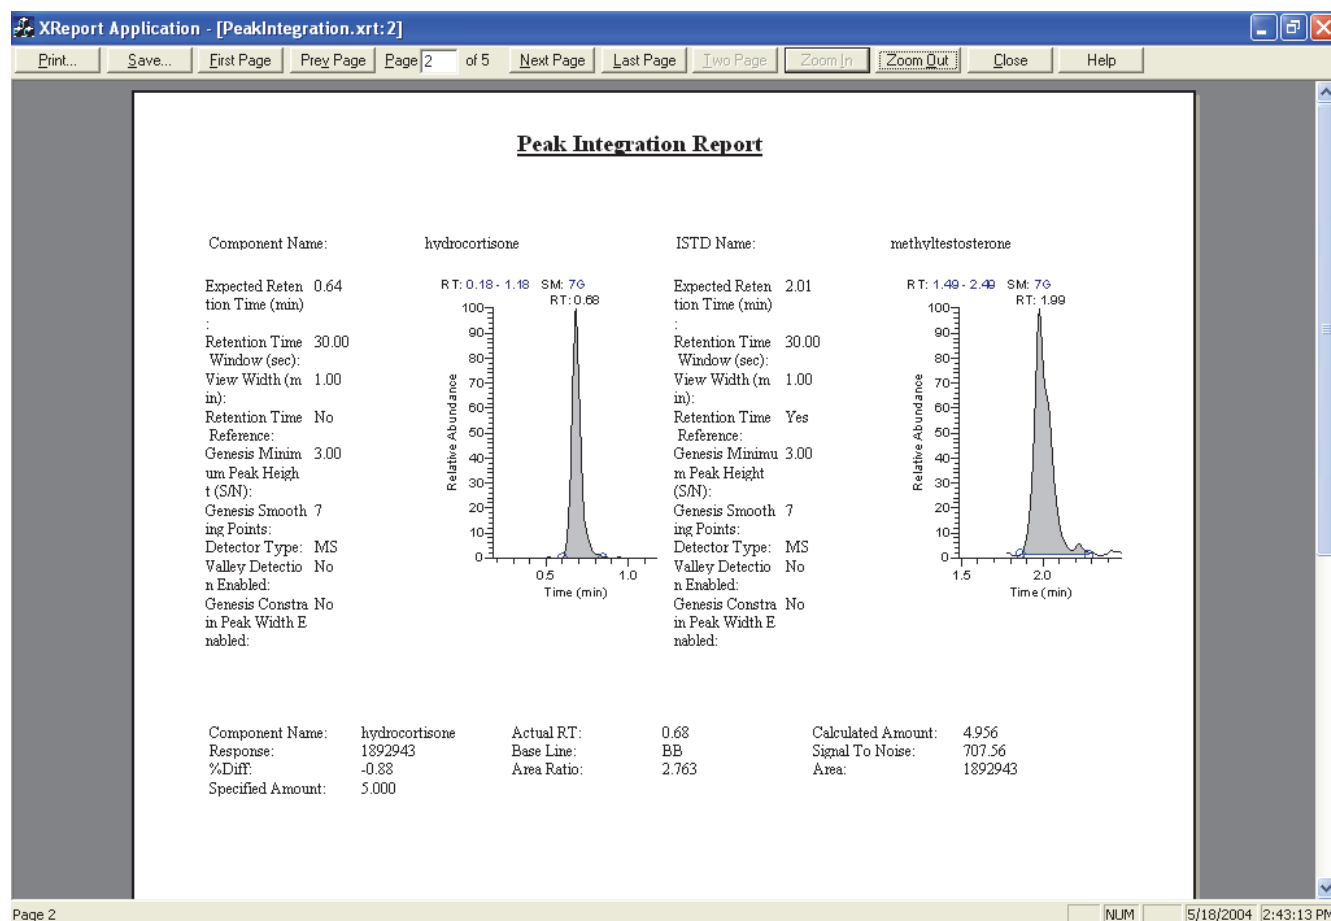 XReport Application - [PeakIntegration.xrt:2]
Print... Save... First Page Prev Page Page 2 of 5 Next Page Last Page Two Page Zoom In Zoom Out Close Help
Peak Integration Report
Component Name: hydrocortisone ISTD Name: methyltestosterone
Expected Reten 0.64
tion Time (min)
:
Retention Time 30.00
Window (sec):
View Width (m 1.00
in):
Retention Time No
Reference:
Genesis Minim 3.00
um Peak Heigh
t (S/N):
Genesis Smooth 7
ing Points:
Detector Type: MS
Valley Detectio No
n Enabled:
Genesis Constra No
in Peak Width E
nabled:
RT: 0.18 - 1.18 SM: 7G
RT: 0.68
100
90
80
70
60
50
40
30
20
10
0
Relative Abundance
0.5 1.0
Time (min)
Expected Reten 2.01
tion Time (min)
:
Retention Time 30.00
Window (sec):
View Width (m 1.00
in):
Retention Time Yes
Reference:
Genesis Minimu 3.00
m Peak Height
(S/N):
Genesis Smooth 7
ing Points:
Detector Type: MS
Valley Detectio No
n Enabled:
Genesis Constra No
in Peak Width E
nabled:
RT: 1.49 - 2.49 SM: 7G
RT: 1.99
100
90
80
70
60
50
40
30
20
10
0
Relative Abundance
1.5 2.0
Time (min)
Component Name: hydrocortisone Actual RT: 0.68 Calculated Amount: 4.956
Response: 1892943 Base Line: BB Signal To Noise: 707.56
%Diff: -0.88 Area Ratio: 2.763 Area: 1892943
Specified Amount: 5.000
Page 2 NUM 5/18/2004 2:43:13 PM